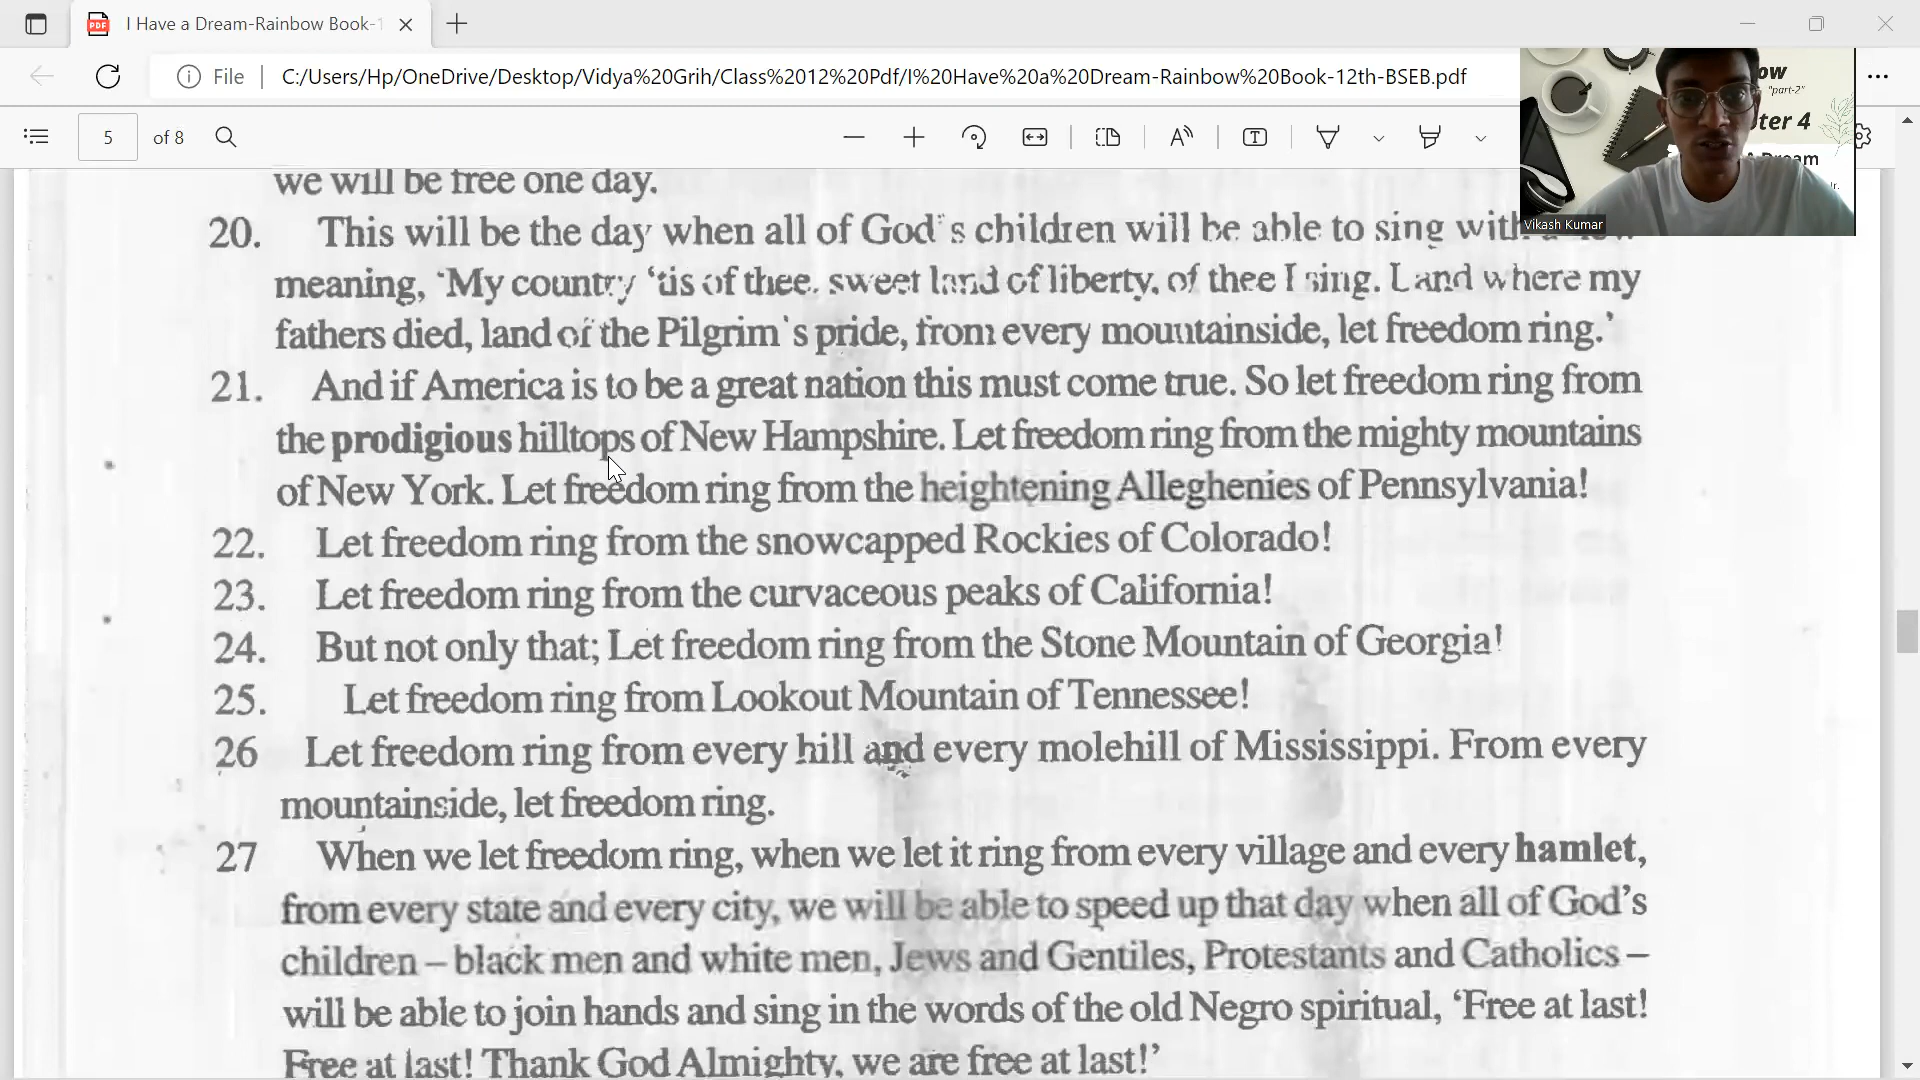 I Have a Dream-Rainbow Book-1
File
C:/Users/Hp/OneDrive/Desktop/Vidya%20Grih/Class%2012%20Pdf/I%20Have%20a%20Dream-Rainbow%20Book-12th-BSEB.pdf
5 of 8
"part-2"
ter 4
Vikash Kumar
we will be free one day.
20. This will be the day when all of God's children will be able to sing with
meaning, 'My country 'tis of thee. sweet land of liberty, of thee I sing. Land where my
fathers died, land of the Pilgrim's pride, from every mountainside, let freedom ring.'
21. And if America is to be a great nation this must come true. So let freedom ring from
the prodigious hilltops of New Hampshire. Let freedom ring from the mighty mountains
of New York. Let freedom ring from the heightening Alleghenies of Pennsylvania!
22. Let freedom ring from the snowcapped Rockies of Colorado!
23. Let freedom ring from the curvaceous peaks of California!
24. But not only that; Let freedom ring from the Stone Mountain of Georgia!
25. Let freedom ring from Lookout Mountain of Tennessee!
26 Let freedom ring from every hill and every molehill of Mississippi. From every
mountainside, let freedom ring.
27 When we let freedom ring, when we let it ring from every village and every hamlet,
from every state and every city, we will be able to speed up that day when all of God's
children – black men and white men, Jews and Gentiles, Protestants and Catholics –
will be able to join hands and sing in the words of the old Negro spiritual, 'Free at last!
Free at last! Thank God Almighty, we are free at last!'